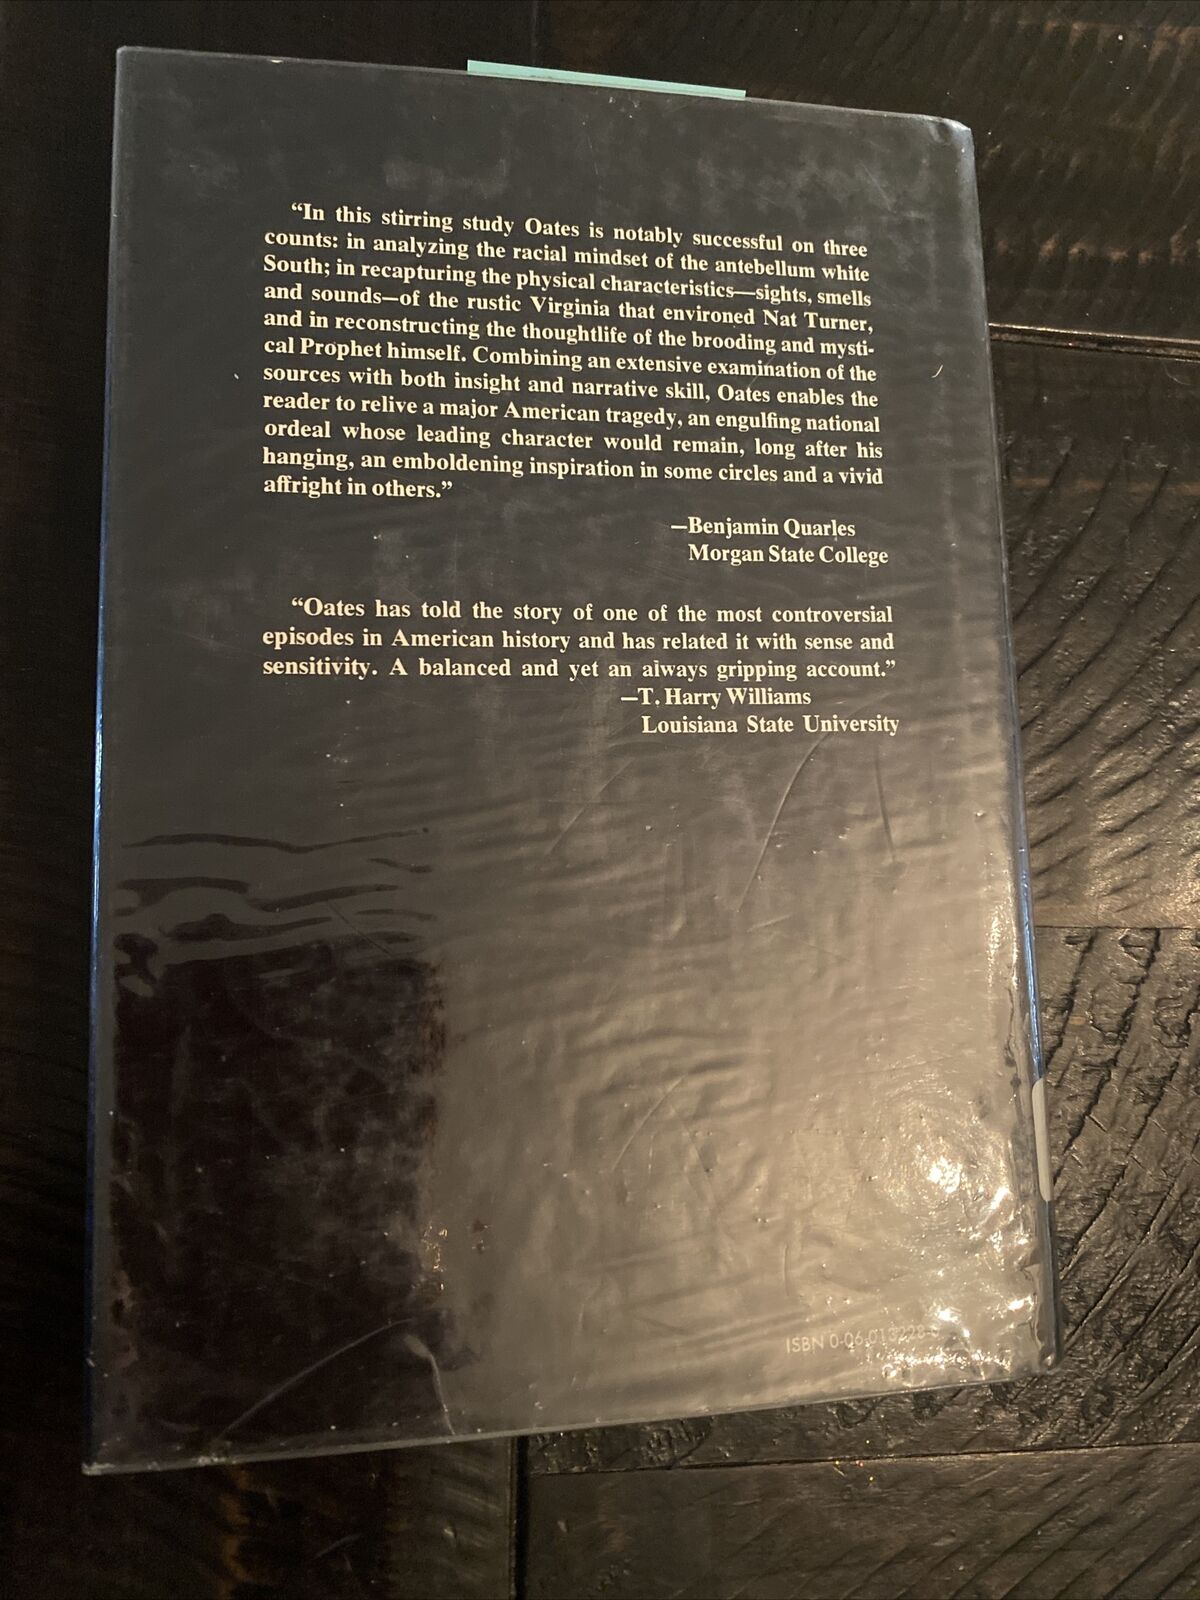 “In this stirring study Oates is notably successful on three
counts: in analyzing the racial mindset of the antebellum white
South; in recapturing the physical characteristics—sights, smells
and sounds—of the rustic Virginia that environed Nat Turner,
and in reconstructing the thoughtlife of the brooding and mysti-
cal Prophet himself. Combining an extensive examination of the
sources with both insight and narrative skill, Oates enables the
reader to relive a major American tragedy, an engulfing national
ordeal whose leading character would remain, long after his
hanging, an emboldening inspiration in some circles and a vivid
affright in others.”
—Benjamin Quarles
Morgan State College
“Oates has told the story of one of the most controversial
episodes in American history and has related it with sense and
sensitivity. A balanced and yet an always gripping account.”
—T. Harry Williams
Louisiana State University
ISBN